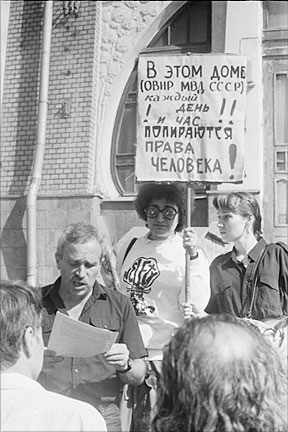 В ЭТОМ ДОМЕ
(ОВИР МВД СССР)
каждый
! ДЕНЬ !!
И ЧАС
ПОПИРАЮТСЯ
ПРАВА
ЧЕЛОВЕКА !